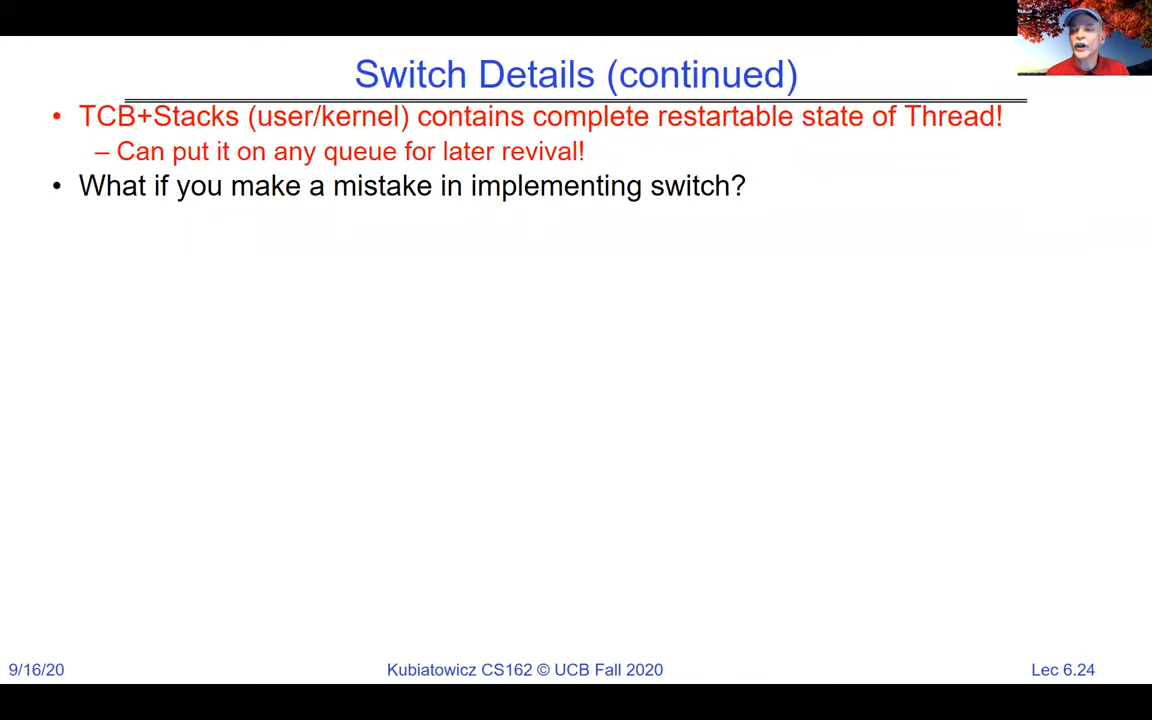 Switch Details (continued)
• TCB+Stacks (user/kernel) contains complete restartable state of Thread!
– Can put it on any queue for later revival!
• What if you make a mistake in implementing switch?
9/16/20
Kubiatowicz CS162 © UCB Fall 2020
Lec 6.24